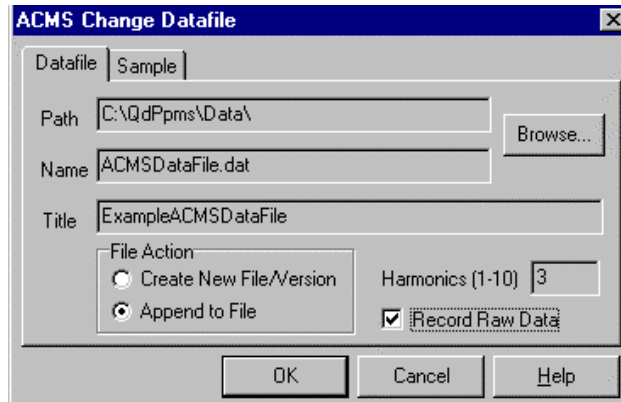 ACMS Change Datafile
Datafile Sample
Path C:\QdPpms\Data\
Browse...
Name ACMSDataFile.dat
Title ExampleACMSDataFile
File Action
Create New File/Version
Harmonics (1-10) 3
Append to File
Record Raw Data
OK Cancel Help